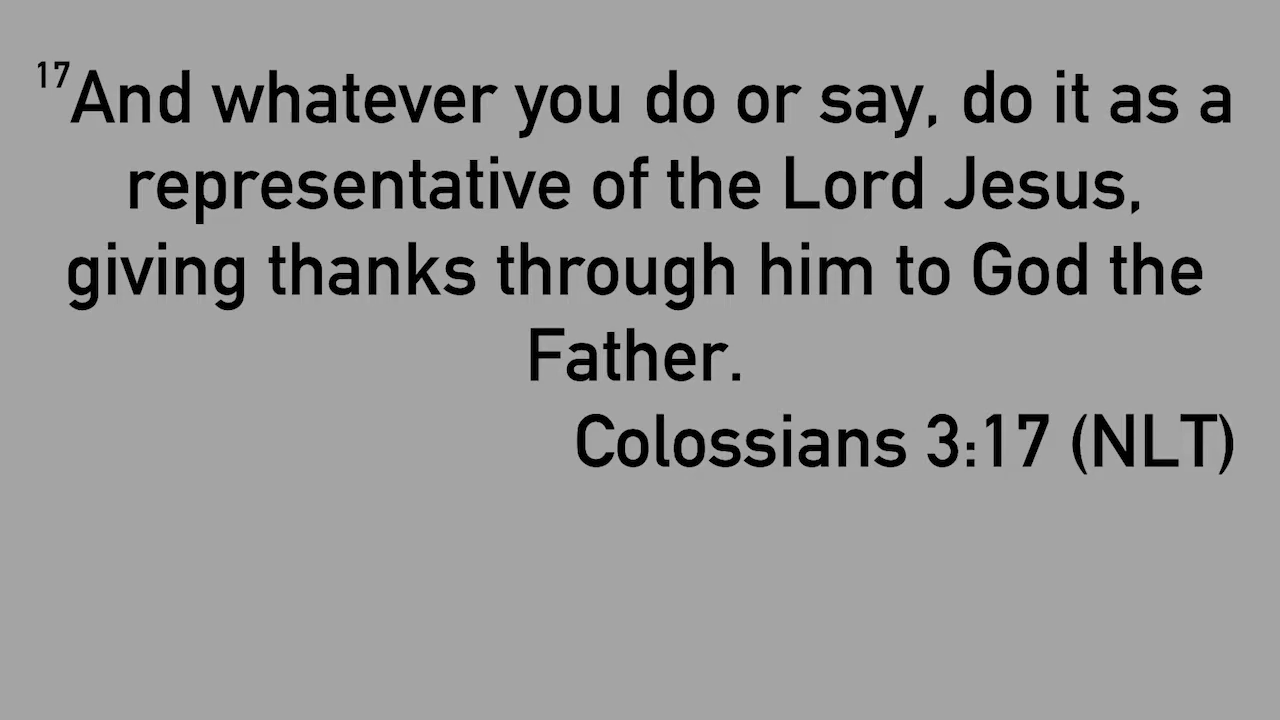 17And whatever you do or say, do it as a
representative of the Lord Jesus,
giving thanks through him to God the
Father.
Colossians 3:17 (NLT)